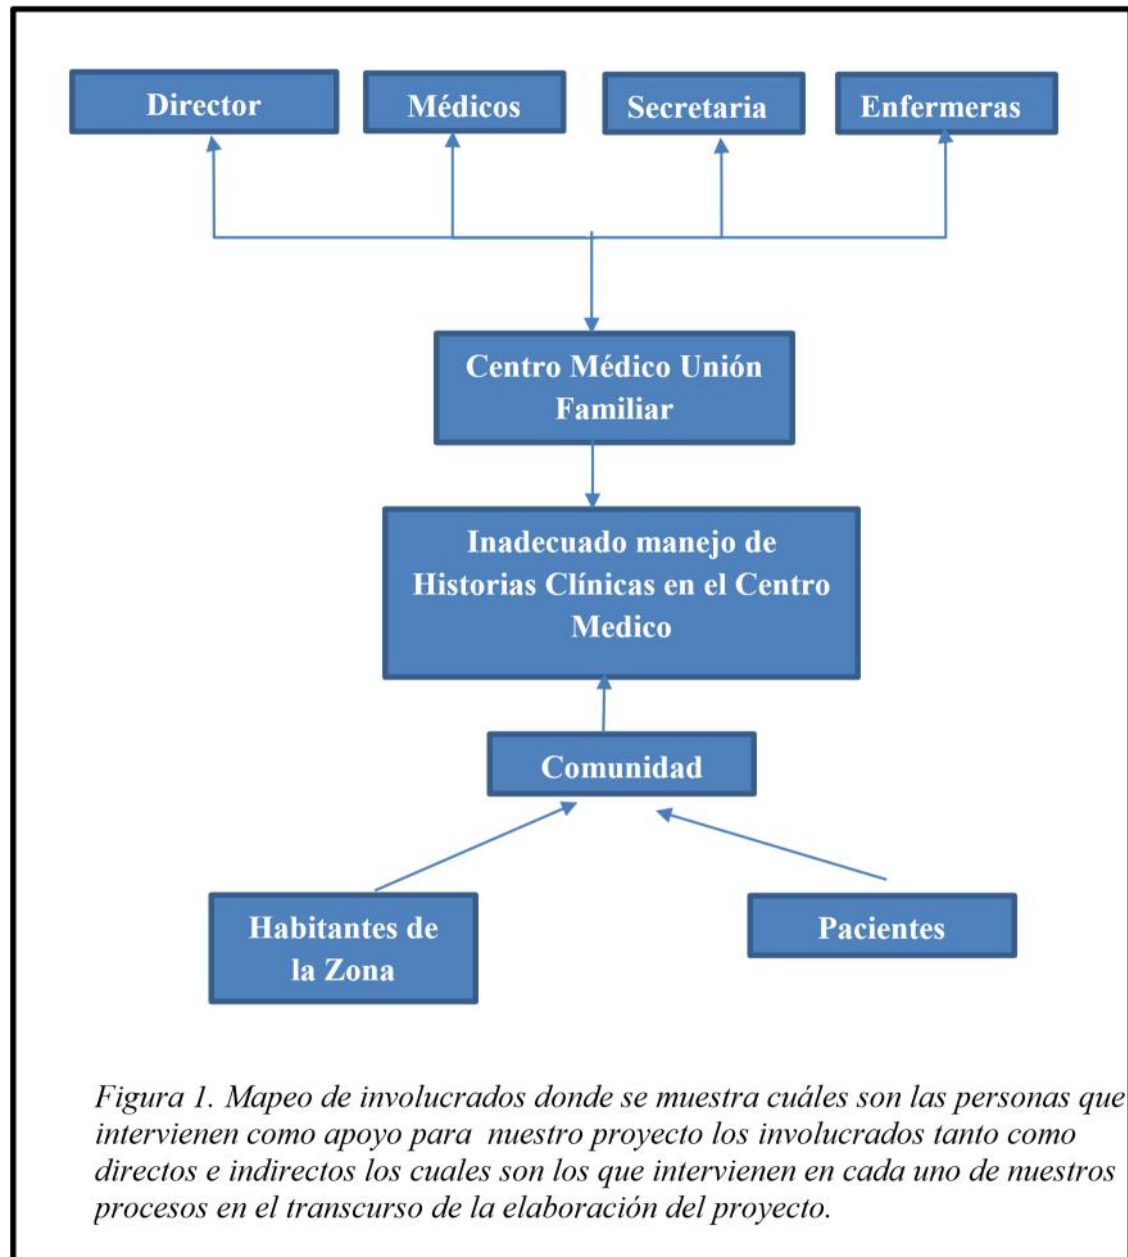 Director
Médicos
Secretaria
Enfermeras
Centro Médico Unión
Familiar
Inadecuado manejo de
Historias Clínicas en el Centro
Medico
Comunidad
Habitantes de
la Zona
Pacientes
Figura 1. Mapeo de involucrados donde se muestra cuáles son las personas que
intervienen como apoyo para  nuestro proyecto los involucrados tanto como
directos e indirectos los cuales son los que intervienen en cada uno de nuestros
procesos en el transcurso de la elaboración del proyecto.